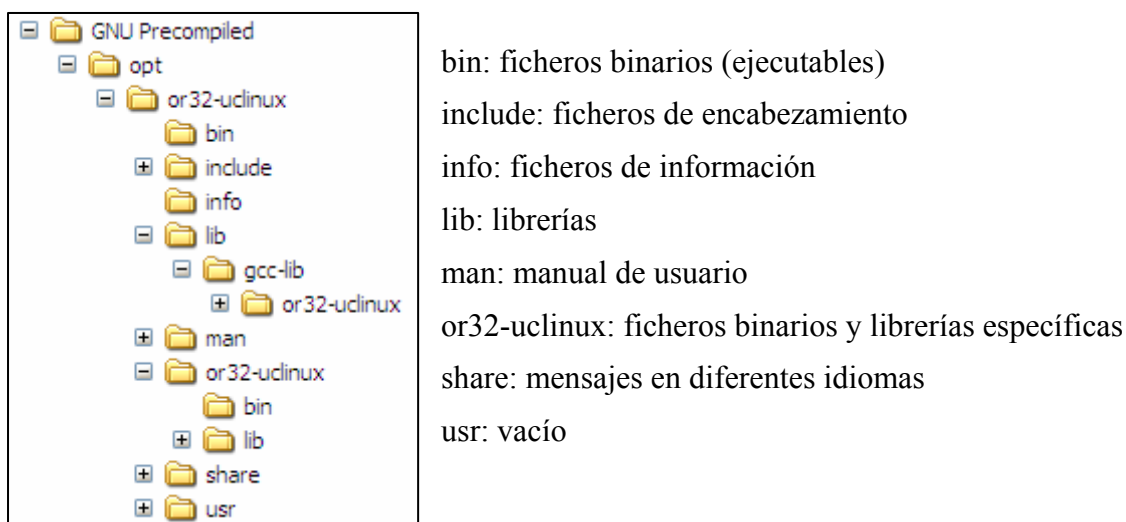 GNU Precompiled
opt
or32-uclinux
bin
include
info
lib
gcc-lib
or32-uclinux
man
or32-uclinux
bin
lib
share
usr
bin: ficheros binarios (ejecutables)
include: ficheros de encabezamiento
info: ficheros de información
lib: librerías
man: manual de usuario
or32-uclinux: ficheros binarios y librerías específicas
share: mensajes en diferentes idiomas
usr: vacío